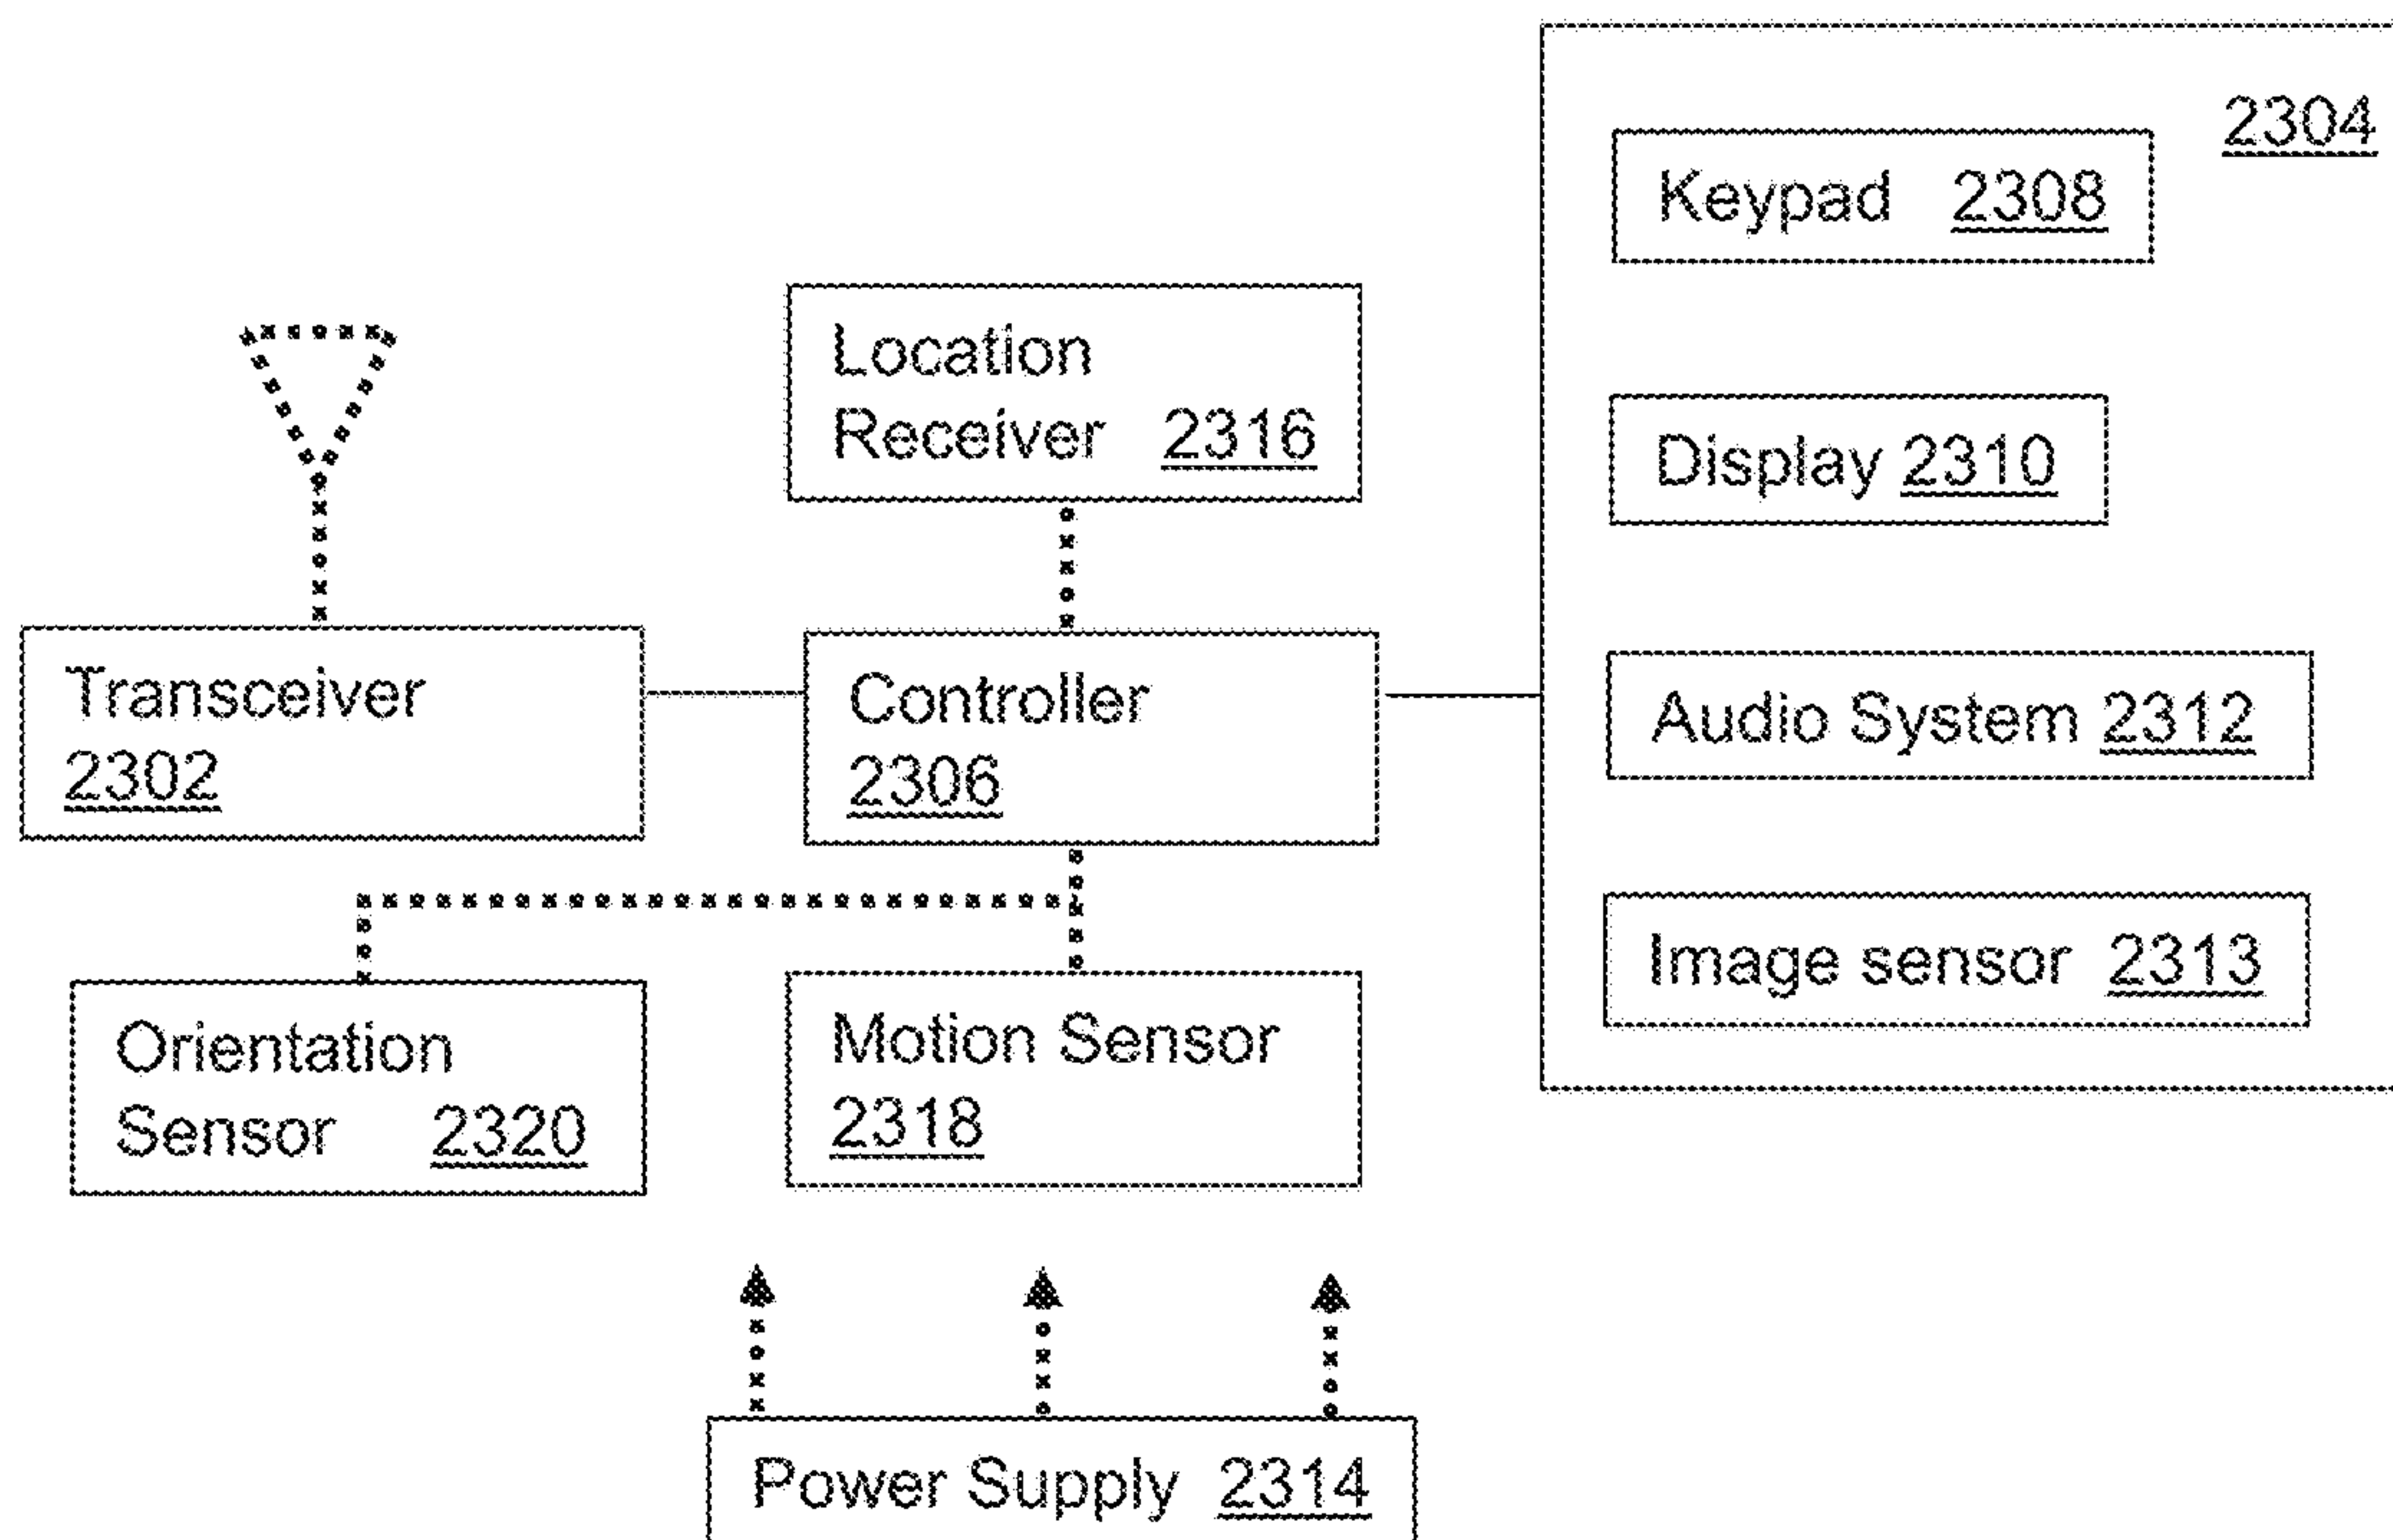 2304
Keypad 2308
Location
Receiver 2316
Display 2310
Transceiver
2302
Controller
2306
Audio System 2312
Image sensor 2313
Orientation
Sensor 2320
Motion Sensor
2318
Power Supply 2314